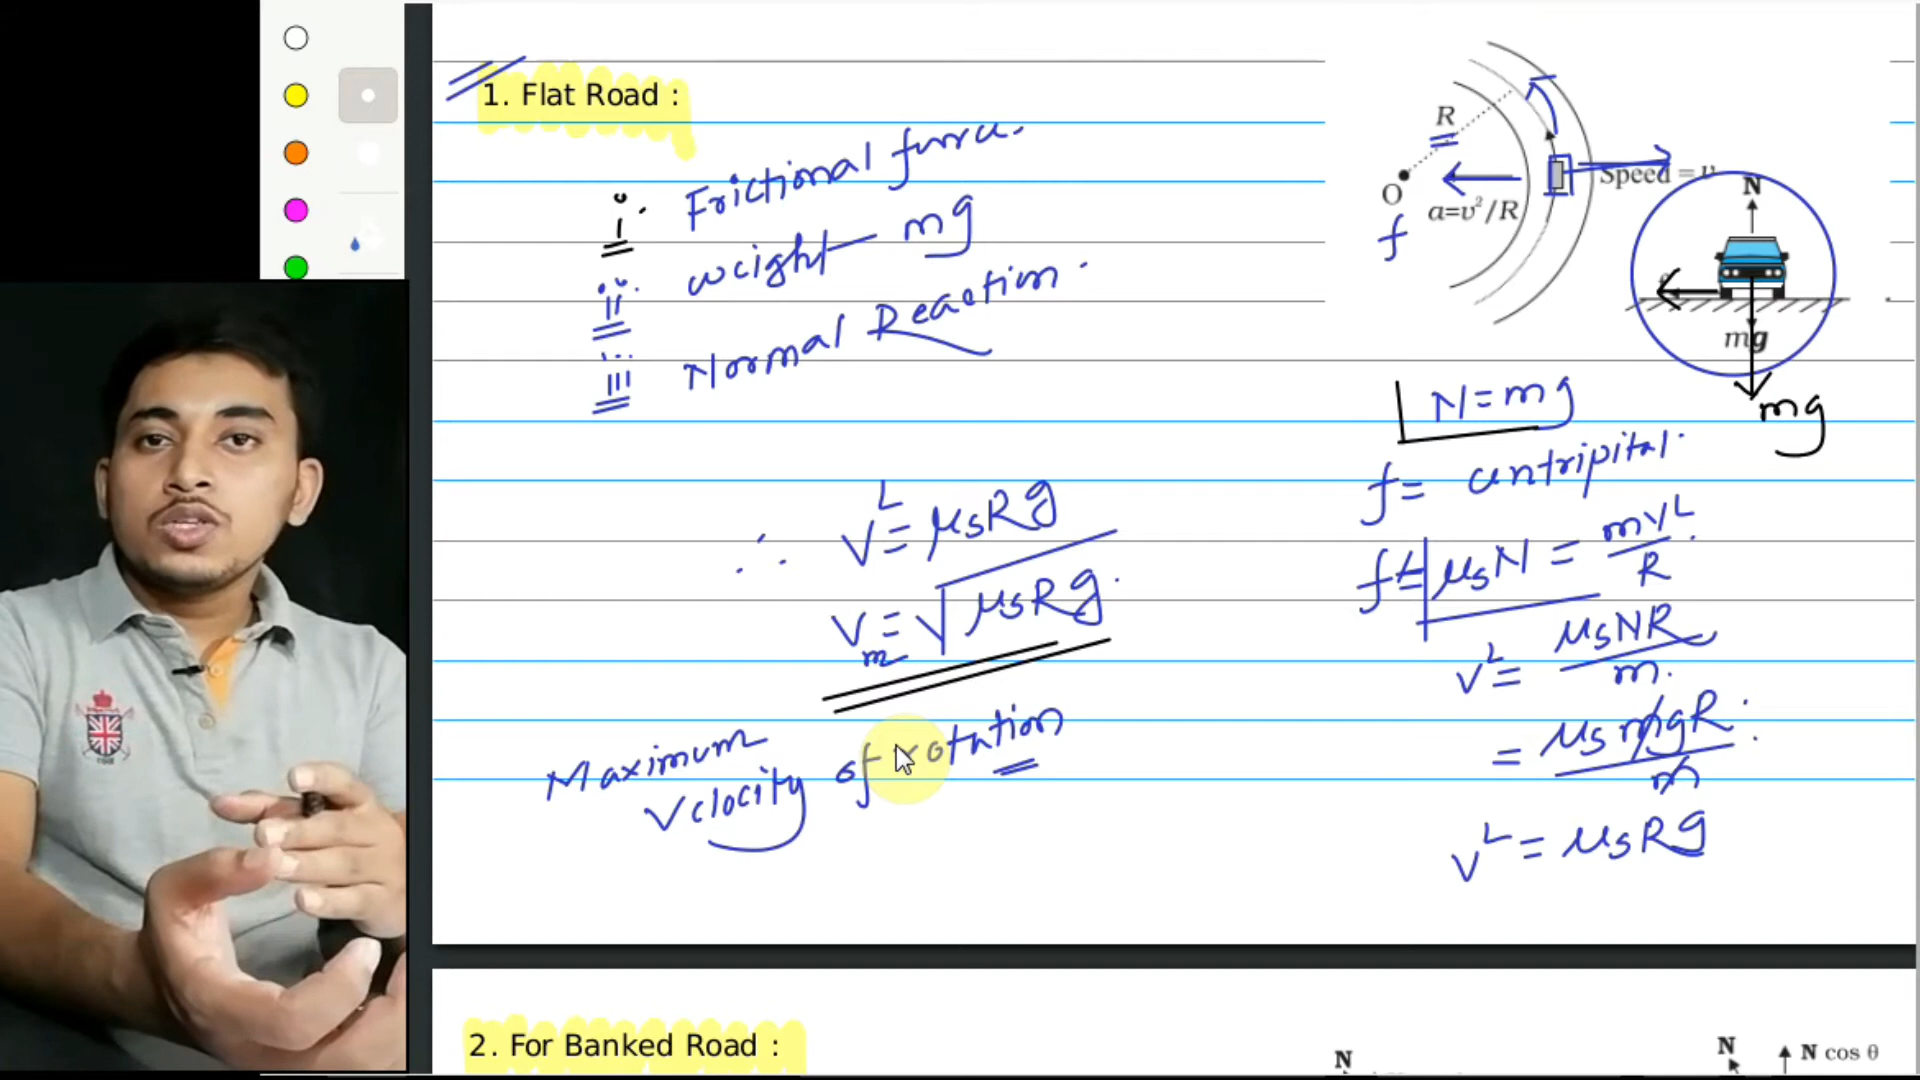 1. Flat Road :
i. Frictional force.
ii. weight – mg
iii Normal Reaction.
∴ v² = μsRg
Vm = √μsRg.
Maximum
velocity of rotation
R
O
a=v²/R
Speed = v
f
N
mg
mg
N = mg
f = centripital.
f ≤ μsN = mv²/R.
v² = μsNR/m.
= μsmgR/m :
v² = μsRg
2. For Banked Road :
N
N
N cos θ